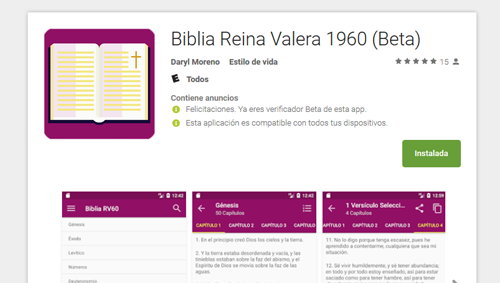 Biblia Reina Valera 1960 (Beta)
Daryl Moreno Estilo de vida
15
E Todos
Contiene anuncios
Felicitaciones. Ya eres verificador Beta de esta app.
Esta aplicación es compatible con todos tus dispositivos.
Instalada
12:42
Biblia RV60
Génesis
Éxodo
Levítico
Números
Deuteronomio
12:43
Génesis
50 Capítulos
CAPÍTULO 1 CAPÍTULO 2 CAPÍTULO 3
1. En el principio creó Dios los cielos y la tierra.
2. Y la tierra estaba desordenada y vacía, y las
tinieblas estaban sobre la faz del abismo, y el
Espíritu de Dios se movía sobre la faz de las
aguas.
12:59
1 Versículo Selecci...
4 Capítulos
CAPÍTULO 2 CAPÍTULO 3 CAPÍTULO 4
11. No lo digo porque tenga escasez, pues he
aprendido a contentarme, cualquiera que sea mi
situación.
12. Sé vivir humildemente, y sé tener abundancia;
en todo y por todo estoy enseñado, así para estar
saciado como para tener hambre, así para tener